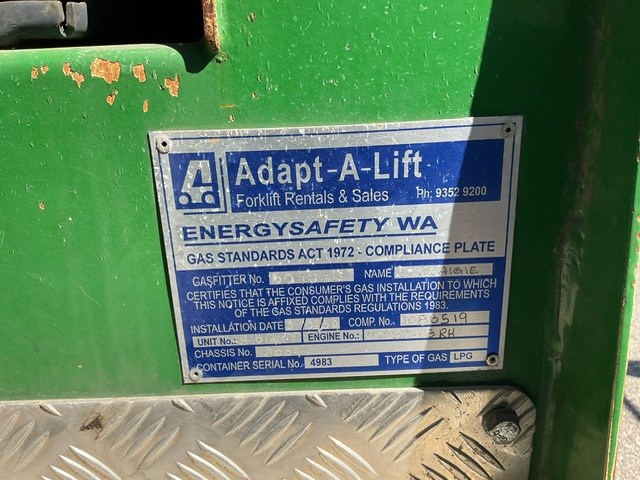 Adapt-A-Lift
Forklift Rentals & Sales Ph: 9352 9200
ENERGYSAFETY WA
GAS STANDARDS ACT 1972 - COMPLIANCE PLATE
GASFITTER No. NAME
CERTIFIES THAT THE CONSUMER'S GAS INSTALLATION TO WHICH
THIS NOTICE IS AFFIXED COMPLIES WITH THE REQUIREMENTS
OF THE GAS STANDARDS REGULATIONS 1983.
INSTALLATION DATE / / COMP. No.
UNIT No.: ENGINE No.:
CHASSIS No.
CONTAINER SERIAL No. 4983 TYPE OF GAS LPG